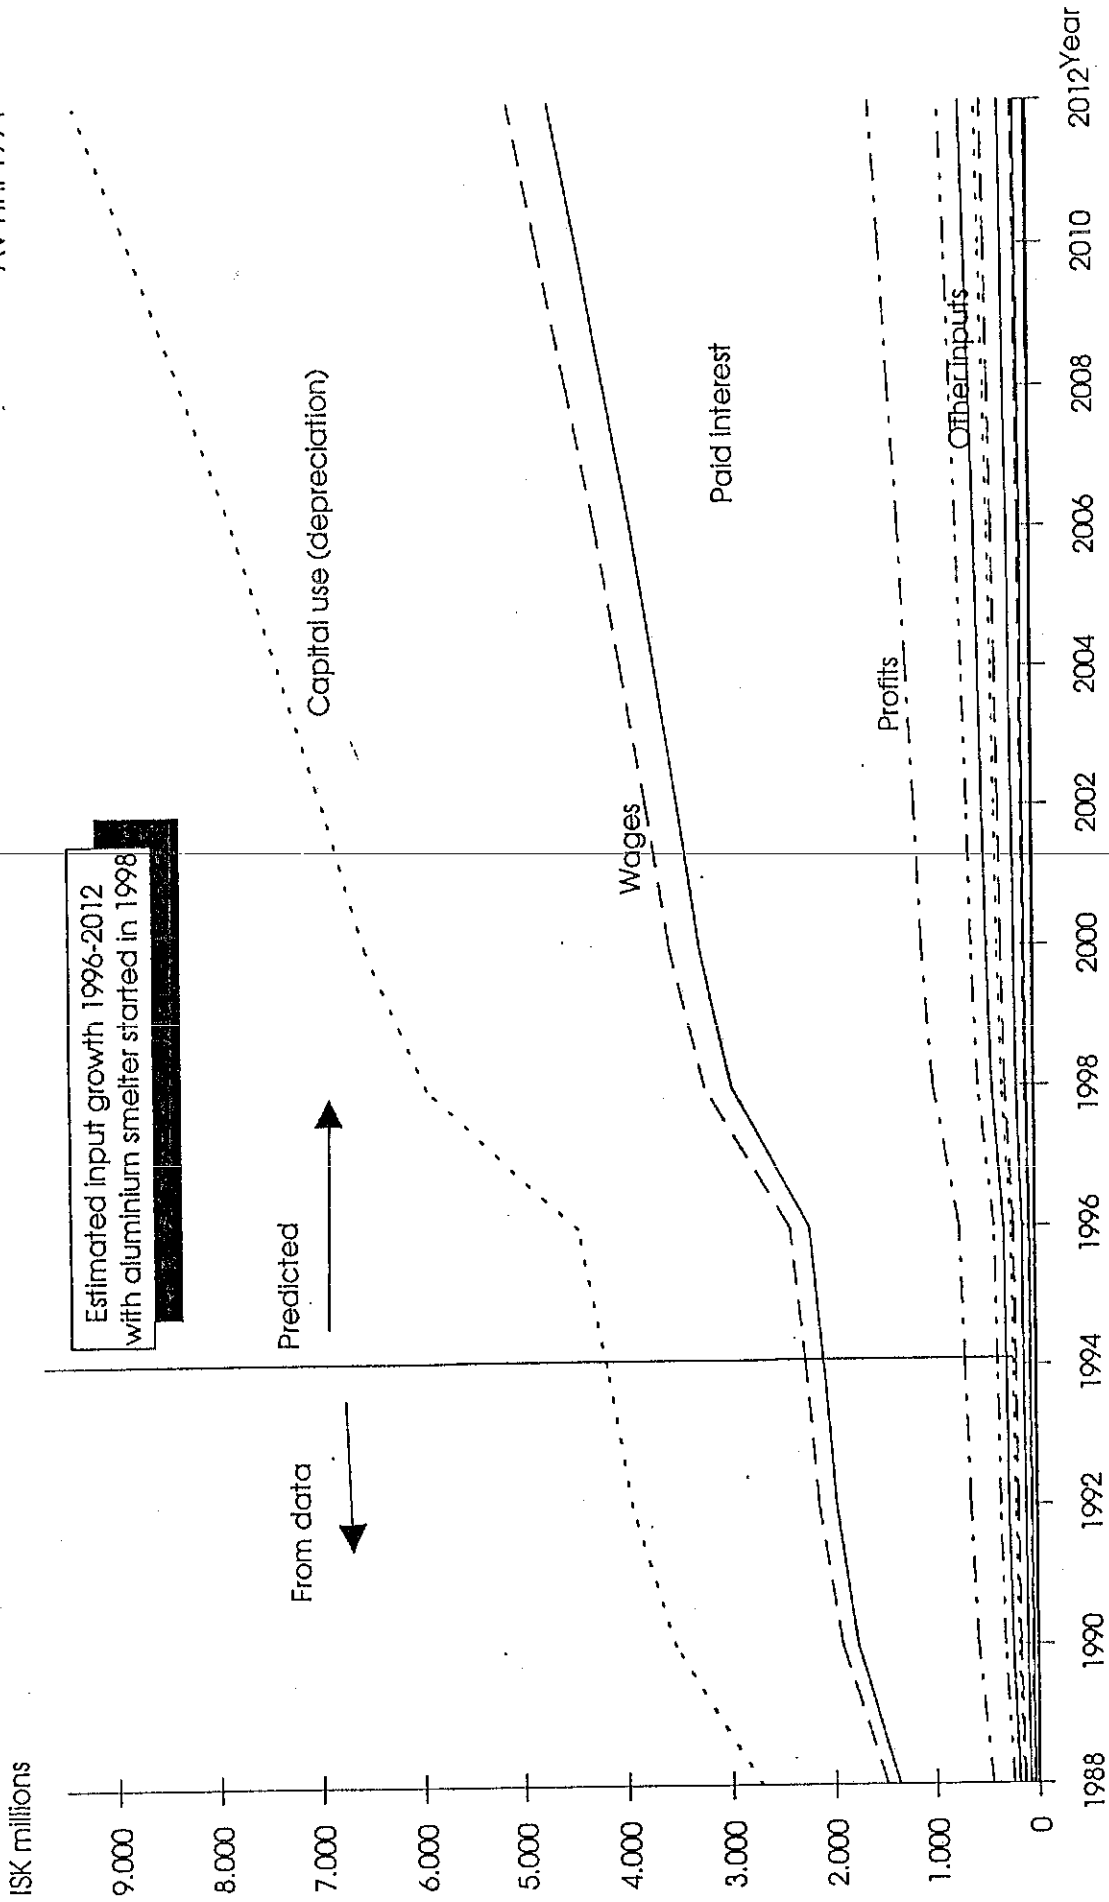 ISK millions
Estimated input growth 1996-2012
with aluminium smelter started in 1998
From data
Predicted
Capital use (depreciation)
Wages
Paid interest
Profits
Other inputs
9.000
8.000
7.000
6.000
5.000
4.000
3.000
2.000
1.000
0
1988 1990 1992 1994 1996 1998 2000 2002 2004 2006 2008 2010 2012 Year